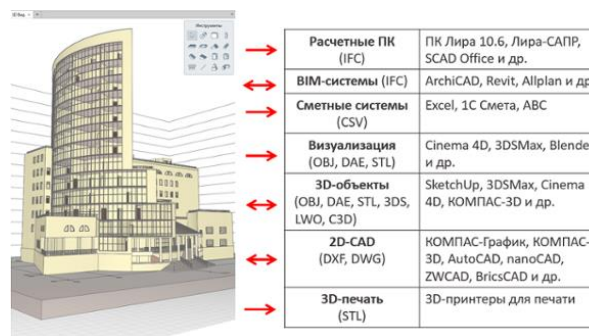 3D Вид
Инструменты
Расчетные ПК
(IFC)
ПК Лира 10.6, Лира-САПР,
SCAD Office и др.
BIM-системы (IFC)
ArchiCAD, Revit, Allplan и др
Сметные системы
(CSV)
Excel, 1С Смета, АВС
Визуализация
(OBJ, DAE, STL)
Cinema 4D, 3DSMax, Blende
и др.
3D-объекты
(OBJ, DAE, STL, 3DS,
LWO, C3D)
SketchUp, 3DSMax, Cinema
4D, КОМПАС-3D и др.
2D-CAD
(DXF, DWG)
КОМПАС-График, КОМПАС-
3D, AutoCAD, nanoCAD,
ZWCAD, BricsCAD и др.
3D-печать
(STL)
3D-принтеры для печати